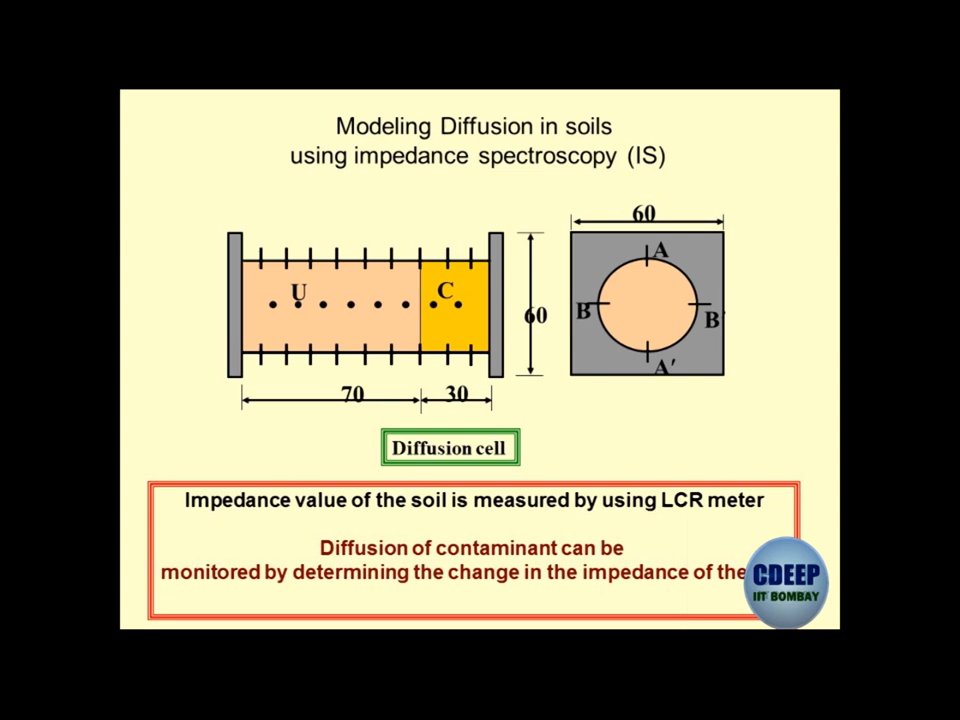 Modeling Diffusion in soils
using impedance spectroscopy (IS)
60
A
U
C
B
B
60
A′
70
30
Diffusion cell
Impedance value of the soil is measured by using LCR meter
Diffusion of contaminant can be
monitored by determining the change in the impedance of the
CDEEP
IIT BOMBAY